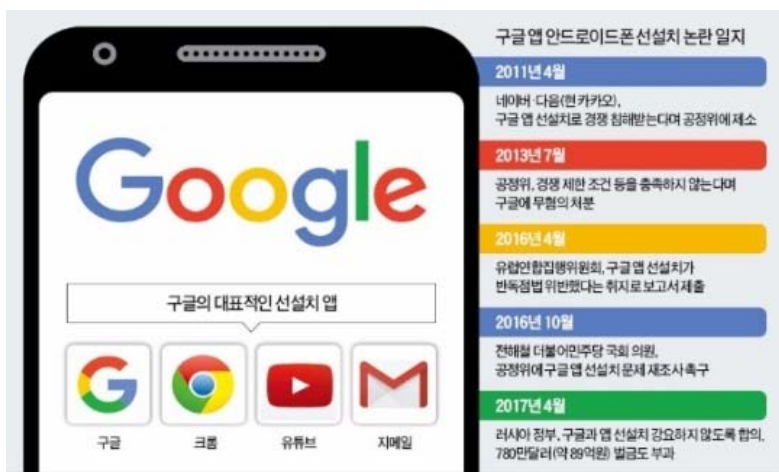 Google
구글의 대표적인 선설치 앱
구글
크롬
유튜브
지메일
구글 앱 안드로이드폰 선설치 논란 일지
2011년 4월
네이버·다음(현 카카오),
구글 앱 선설치로 경쟁 침해받는다며 공정위에 제소
2013년 7월
공정위, 경쟁 제한 조건 등을 충족하지 않는다며
구글에 무혐의 처분
2016년 4월
유럽연합집행위원회, 구글 앱 선설치가
반독점법 위반했다는 취지로 보고서 제출
2016년 10월
전해철 더불어민주당 국회 의원,
공정위에 구글 앱 선설치 문제 재조사 촉구
2017년 4월
러시아 정부, 구글과 앱 선설치 강요하지 않도록 합의.
780만달러(약 89억원) 벌금도 부과